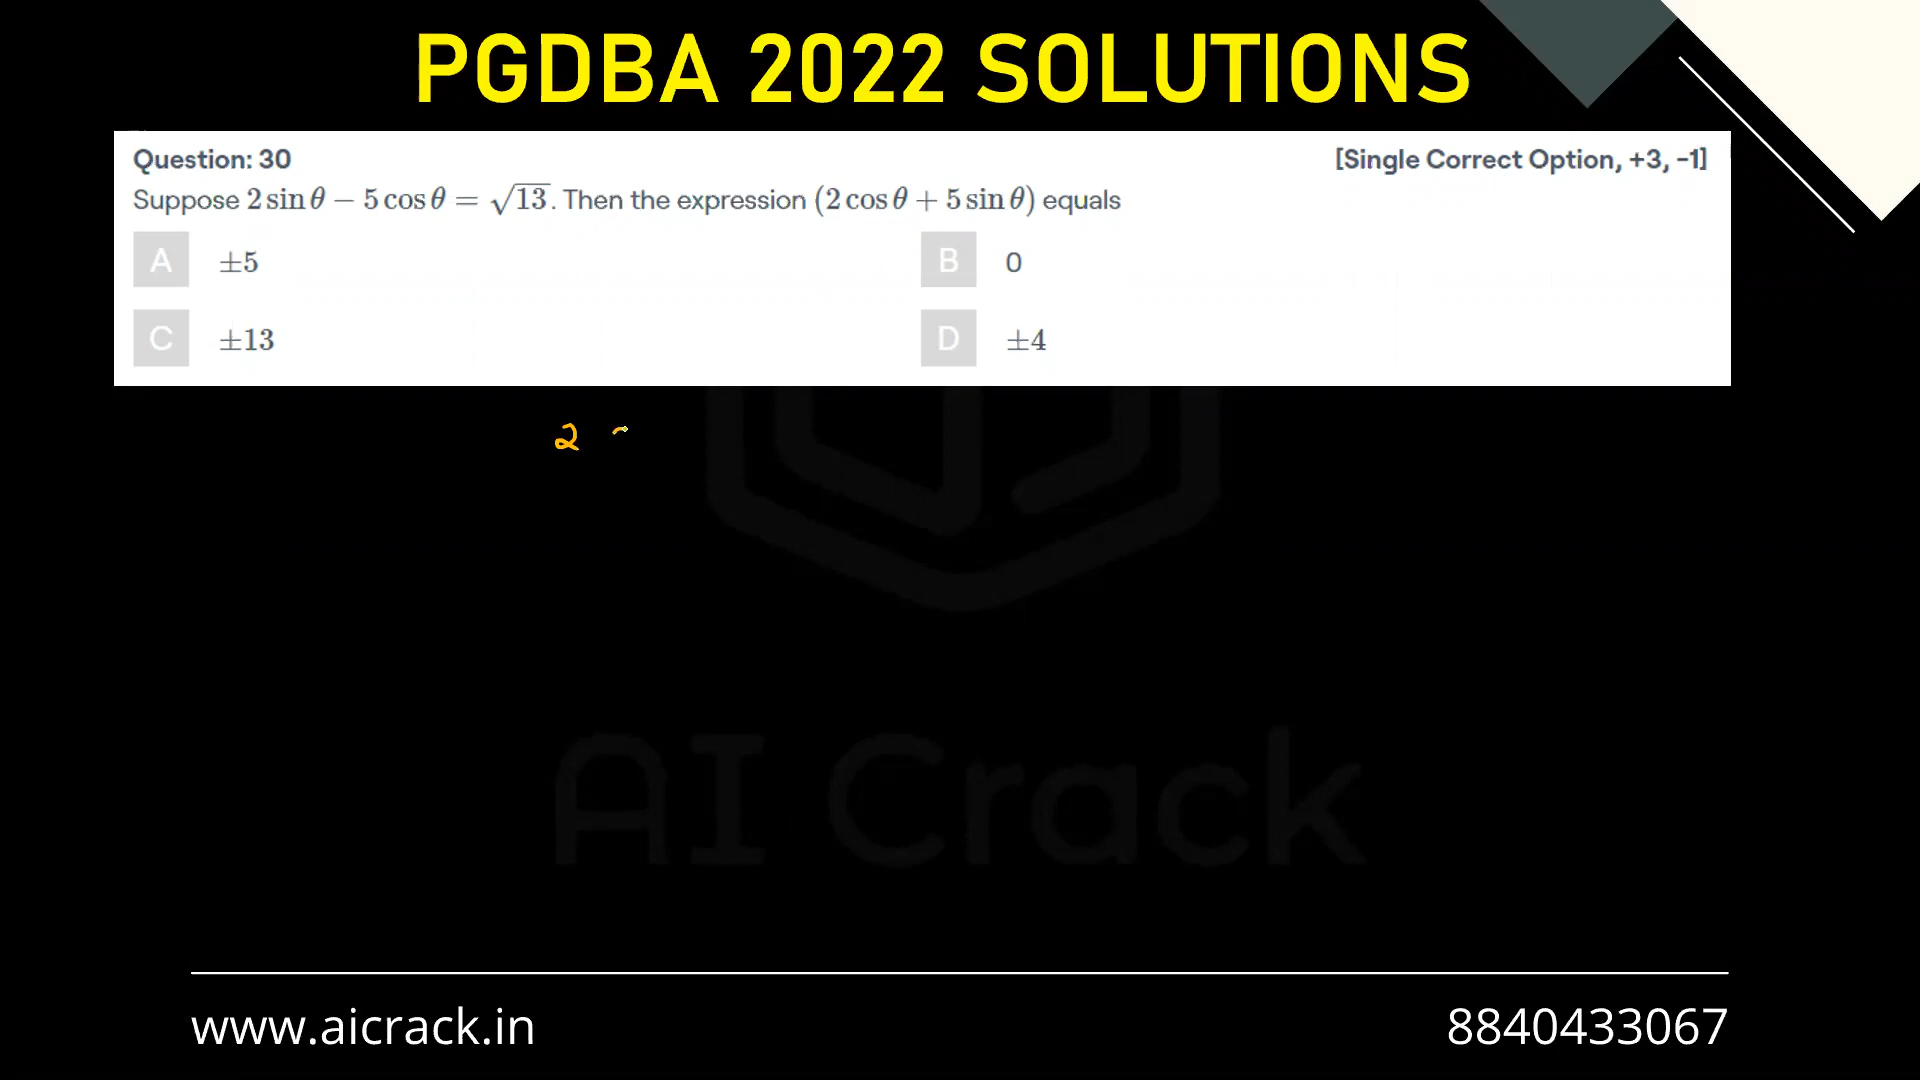 PGDBA 2022 SOLUTIONS
Question: 30 [Single Correct Option, +3, -1]
Suppose 2 sin θ − 5 cos θ = √13. Then the expression (2 cos θ + 5 sin θ) equals
A ±5 B 0
C ±13 D ±4
2
AI Crack
www.aicrack.in 8840433067